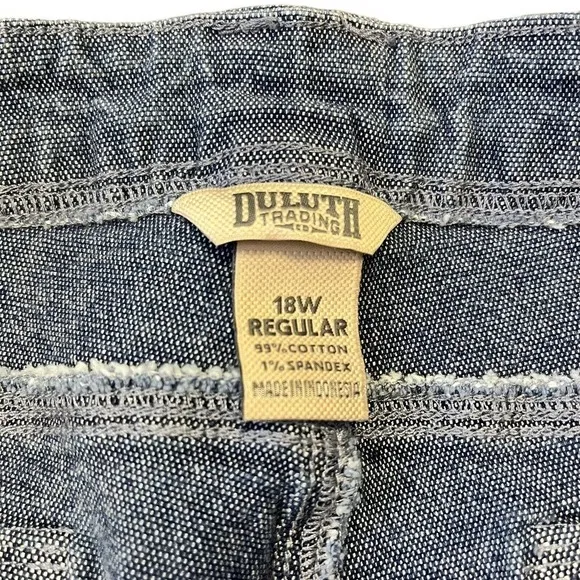 DULUTH
TRADING
CO
18W
REGULAR
99% COTTON
1% SPANDEX
MADE IN INDONESIA